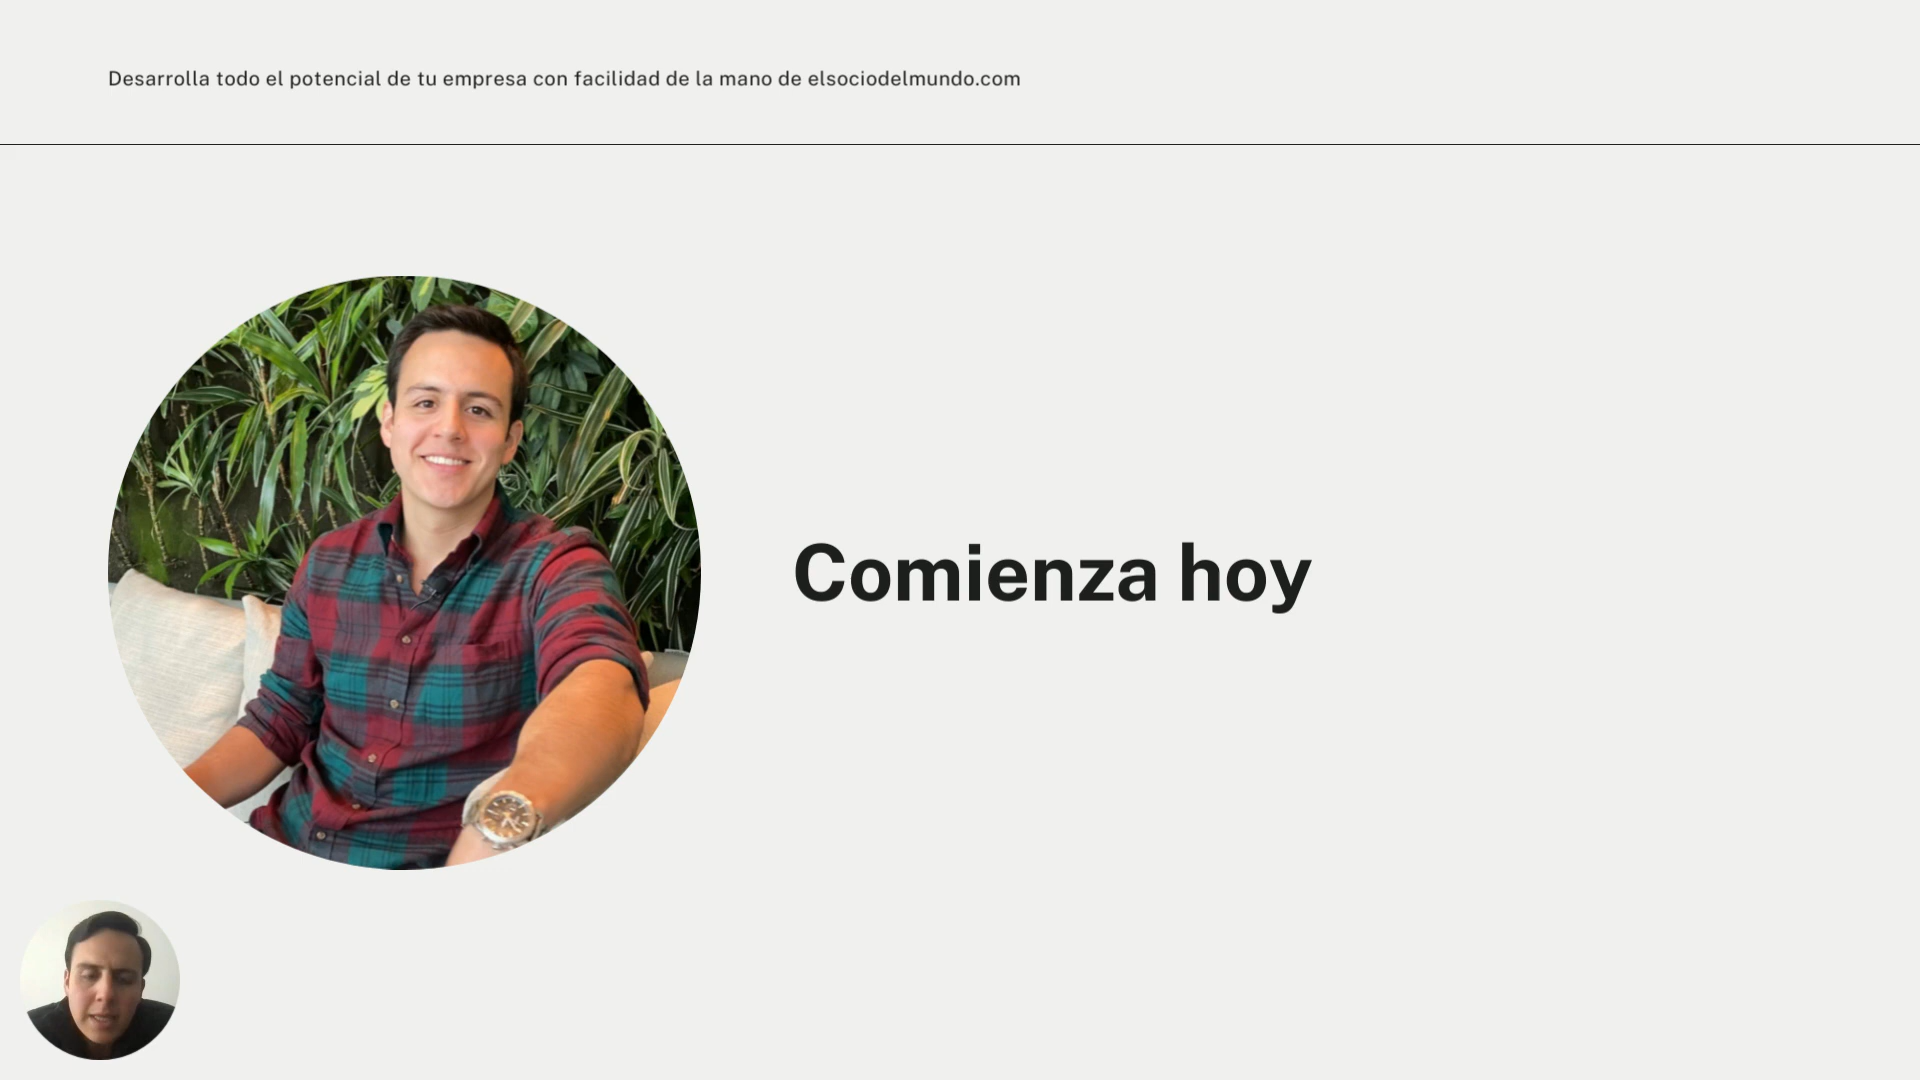 Desarrolla todo el potencial de tu empresa con facilidad de la mano de elsociodelmundo.com
Comienza hoy